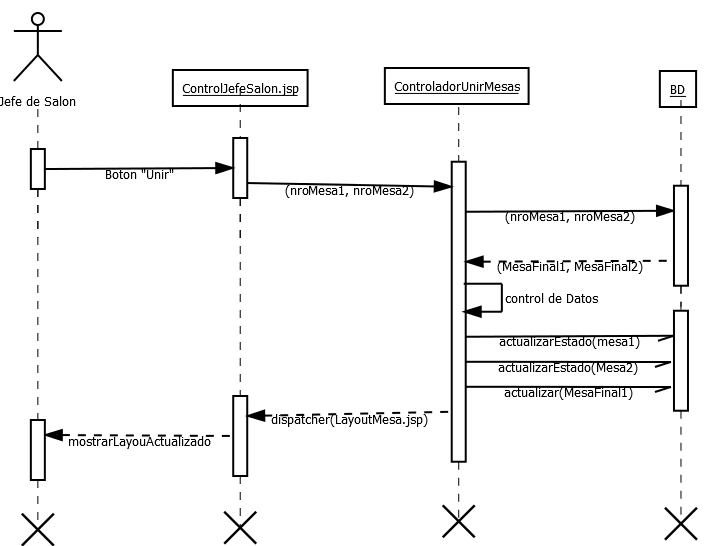 Jefe de Salon
ControlJefeSalon.jsp
ControladorUnirMesas
BD
Boton "Unir"
(nroMesa1, nroMesa2)
(nroMesa1, nroMesa2)
(MesaFinal1, MesaFinal2)
control de Datos
actualizarEstado(mesa1)
actualizarEstado(Mesa2)
actualizar(MesaFinal1)
dispatcher(LayoutMesa.jsp)
mostrarLayouActualizado